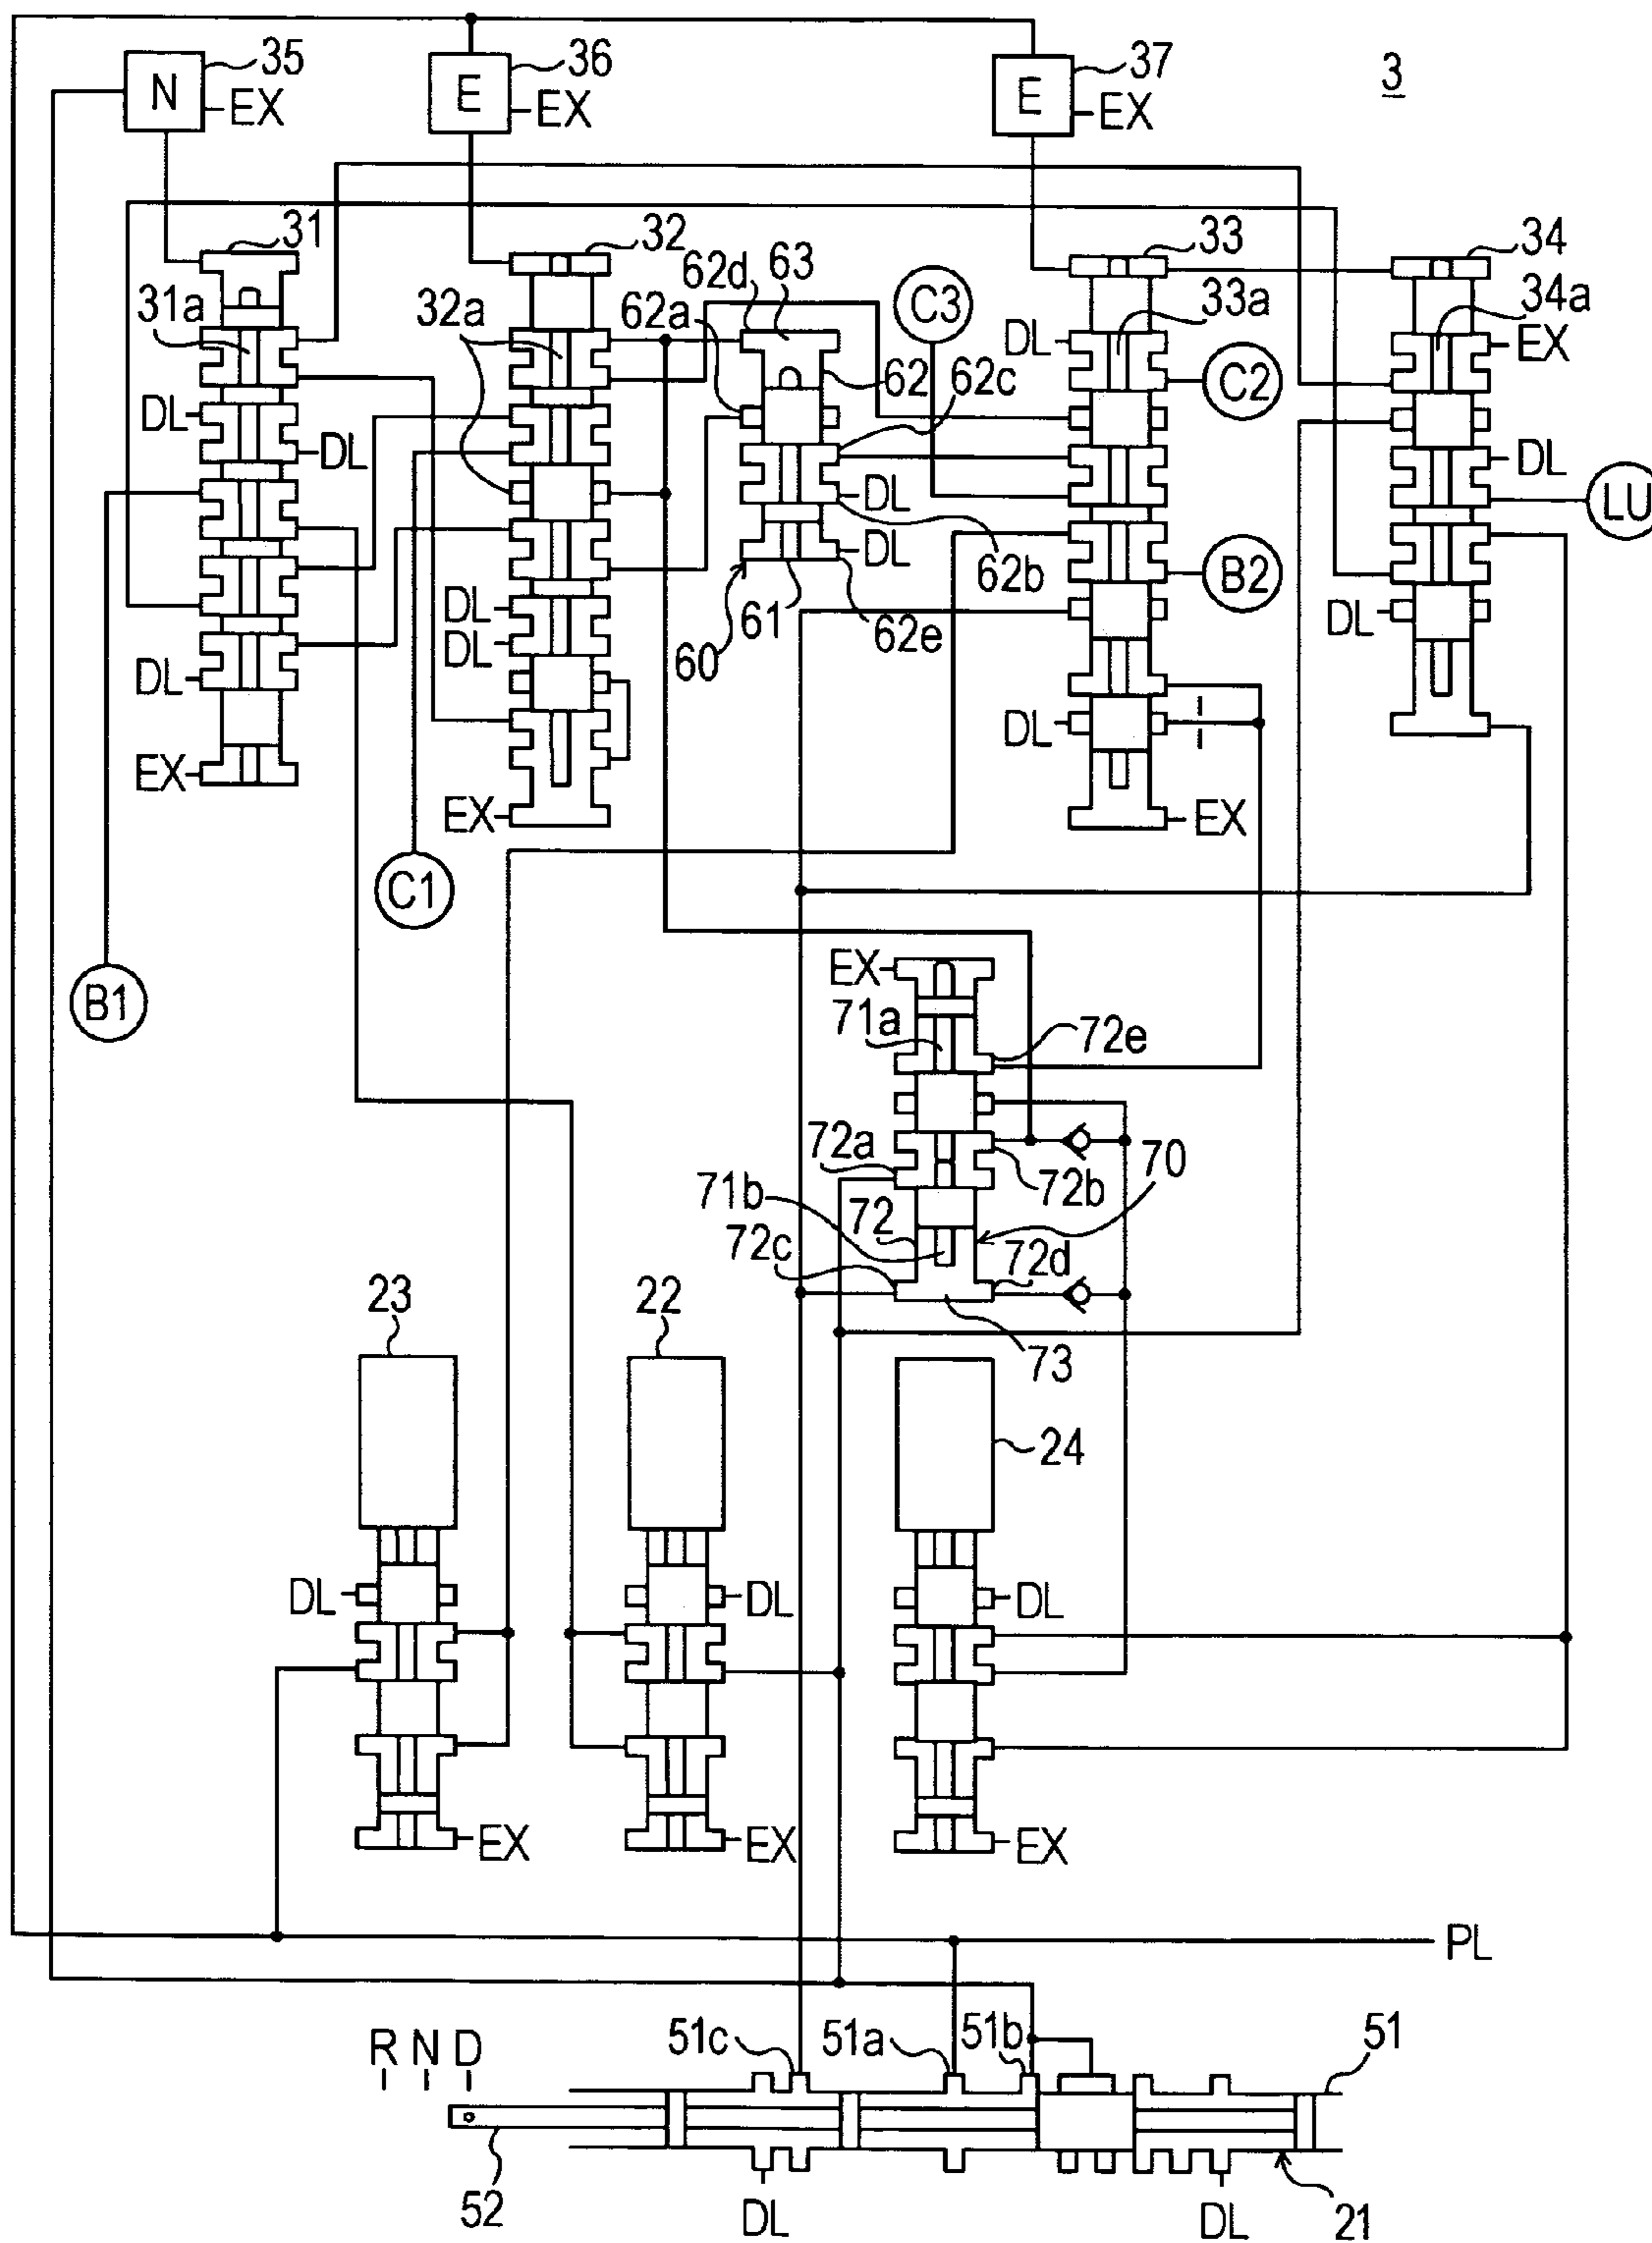 35 36 37 3
N EX E EX E EX
31 32 62d 63 33 34
31a 32a 62a C3 33a 34a
DL EX
62 62c C2
DL DL DL
DL LU
DL 62b B2
DL 61 DL
DL 60 62e
DL DL
EX EX EX
C1
B1 EX
71a 72e
72a 70
71b 72 72b
72c 72d
23 22 73
24
DL DL DL
EX EX EX
PL
R N D 51c 51a 51b 51
52 DL DL 21